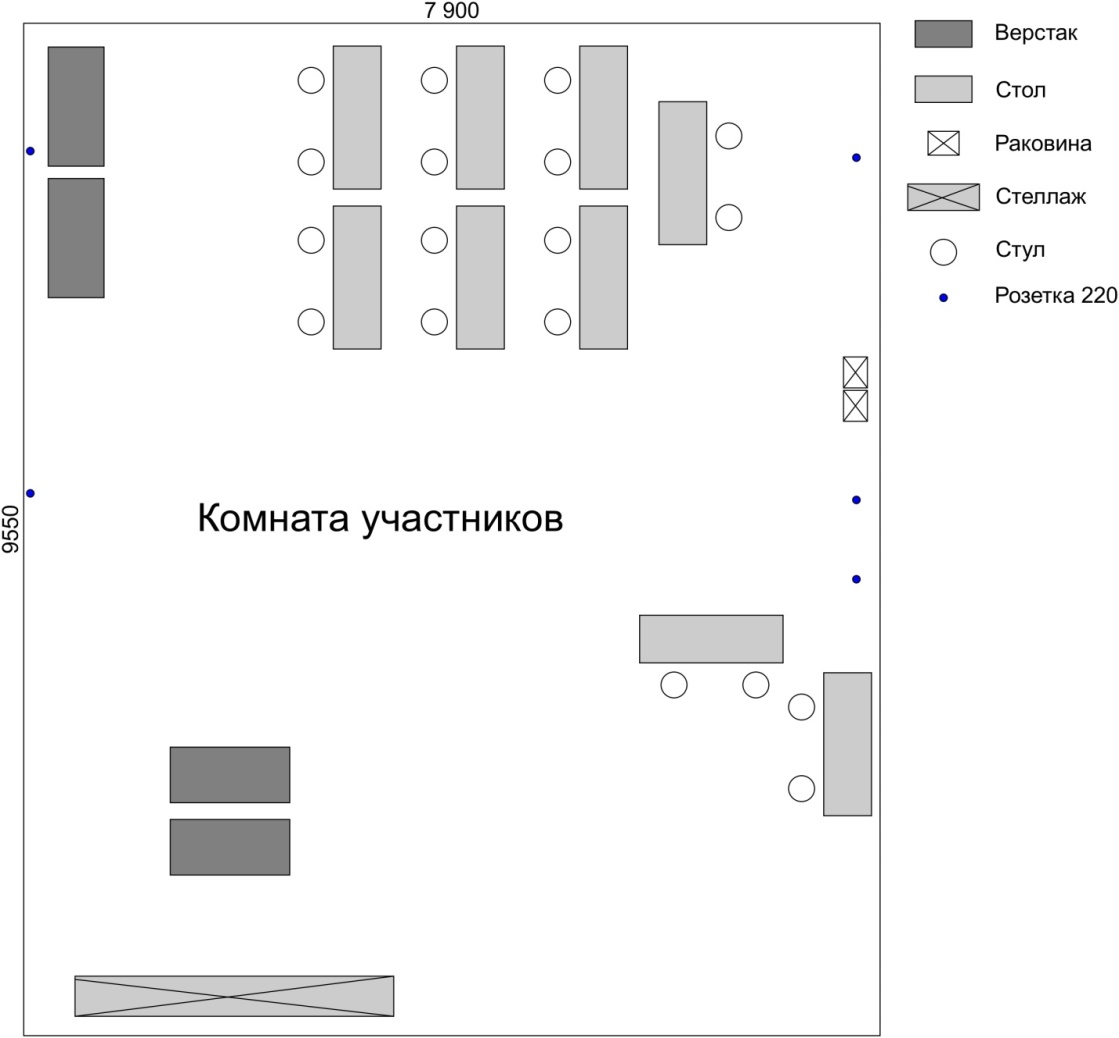 7 900
Верстак
Стол
Раковина
Стеллаж
Стул
Розетка 220
9550
Комната участников